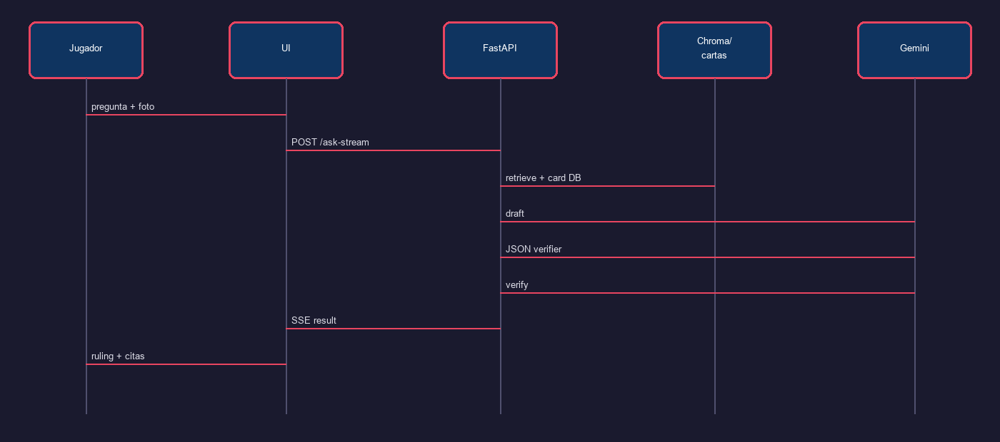 Jugador
UI
FastAPI
Chroma/
cartas
Gemini
pregunta + foto
POST /ask-stream
retrieve + card DB
draft
JSON verifier
verify
SSE result
ruling + citas